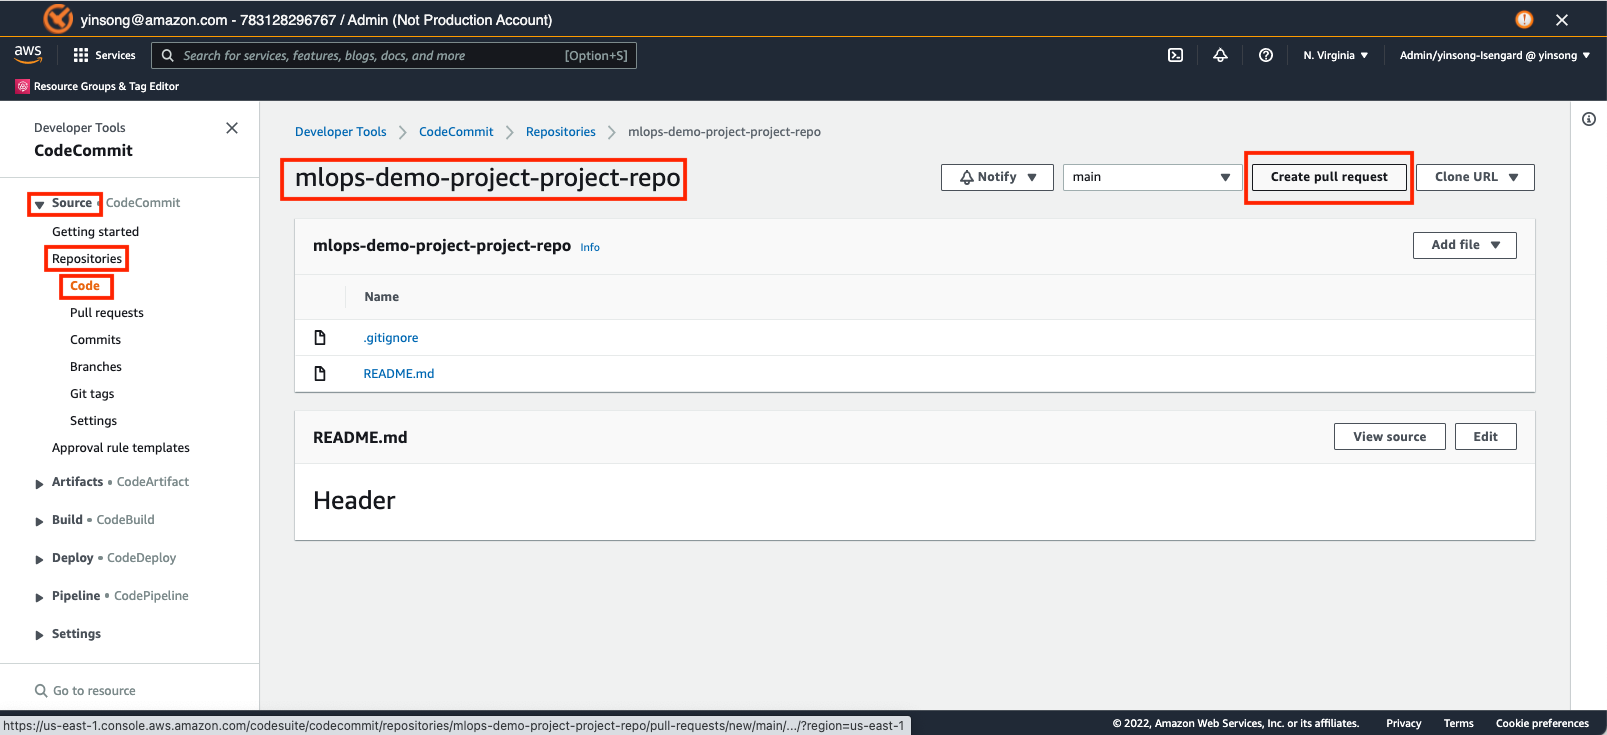 yinsong@amazon.com - 783128296767 / Admin (Not Production Account)
aws
Services
Search for services, features, blogs, docs, and more
[Option+S]
N. Virginia
Admin/yinsong-Isengard @ yinsong
Resource Groups & Tag Editor
Developer Tools
CodeCommit
Source • CodeCommit
Getting started
Repositories
Code
Pull requests
Commits
Branches
Git tags
Settings
Approval rule templates
Artifacts • CodeArtifact
Build • CodeBuild
Deploy • CodeDeploy
Pipeline • CodePipeline
Settings
Go to resource
Developer Tools
CodeCommit
Repositories
mlops-demo-project-project-repo
mlops-demo-project-project-repo
Notify
main
Create pull request
Clone URL
mlops-demo-project-project-repo Info
Add file
Name
.gitignore
README.md
README.md
View source
Edit
Header
https://us-east-1.console.aws.amazon.com/codesuite/codecommit/repositories/mlops-demo-project-project-repo/pull-requests/new/main/.../?region=us-east-1
© 2022, Amazon Web Services, Inc. or its affiliates.
Privacy
Terms
Cookie preferences